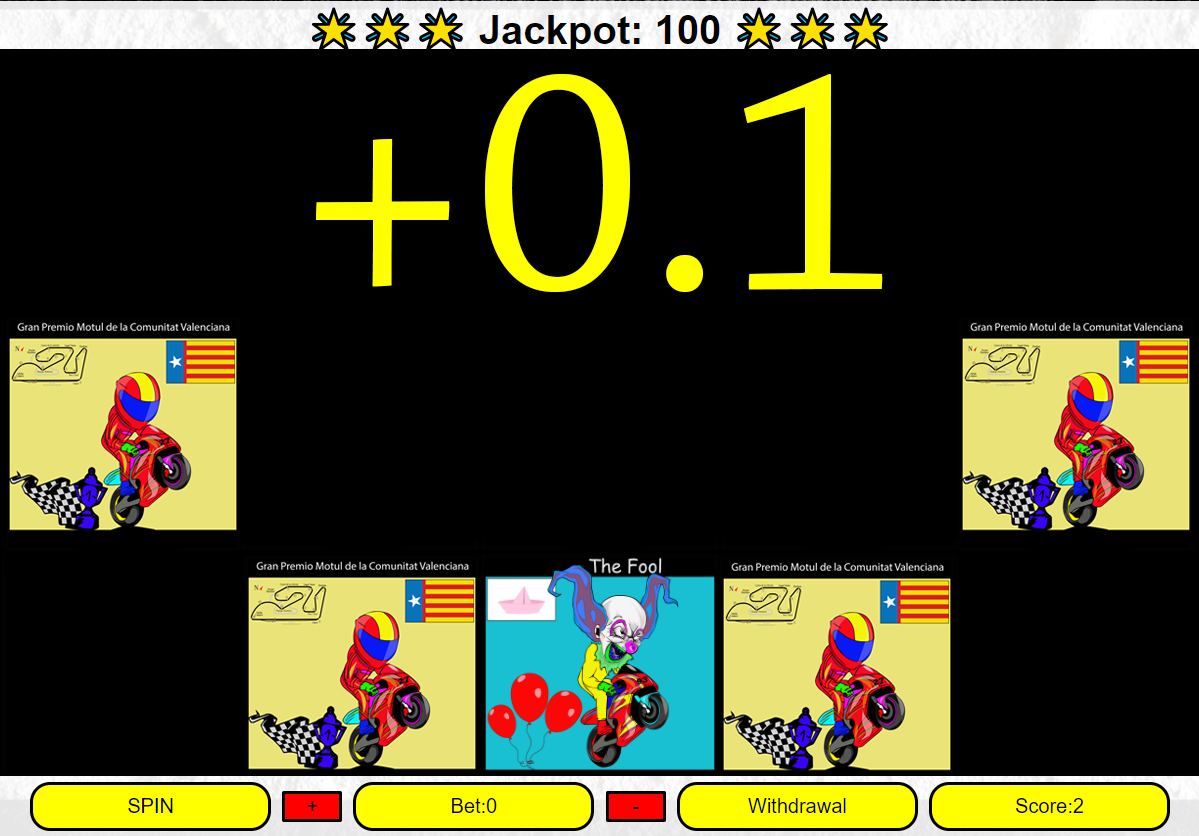 Jackpot: 100
+0.1
Gran Premio Motul de la Comunitat Valenciana
Gran Premio Motul de la Comunitat Valenciana
Gran Premio Motul de la Comunitat Valenciana
The Fool
Gran Premio Motul de la Comunitat Valenciana
SPIN
+
Bet:0
-
Withdrawal
Score:2